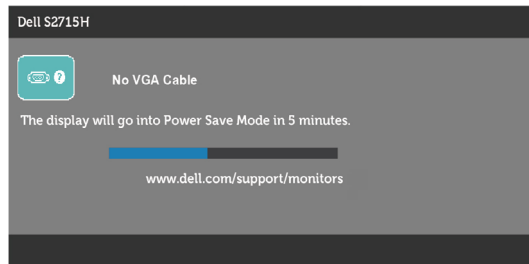 Dell S2715H
No VGA Cable
The display will go into Power Save Mode in 5 minutes.
www.dell.com/support/monitors